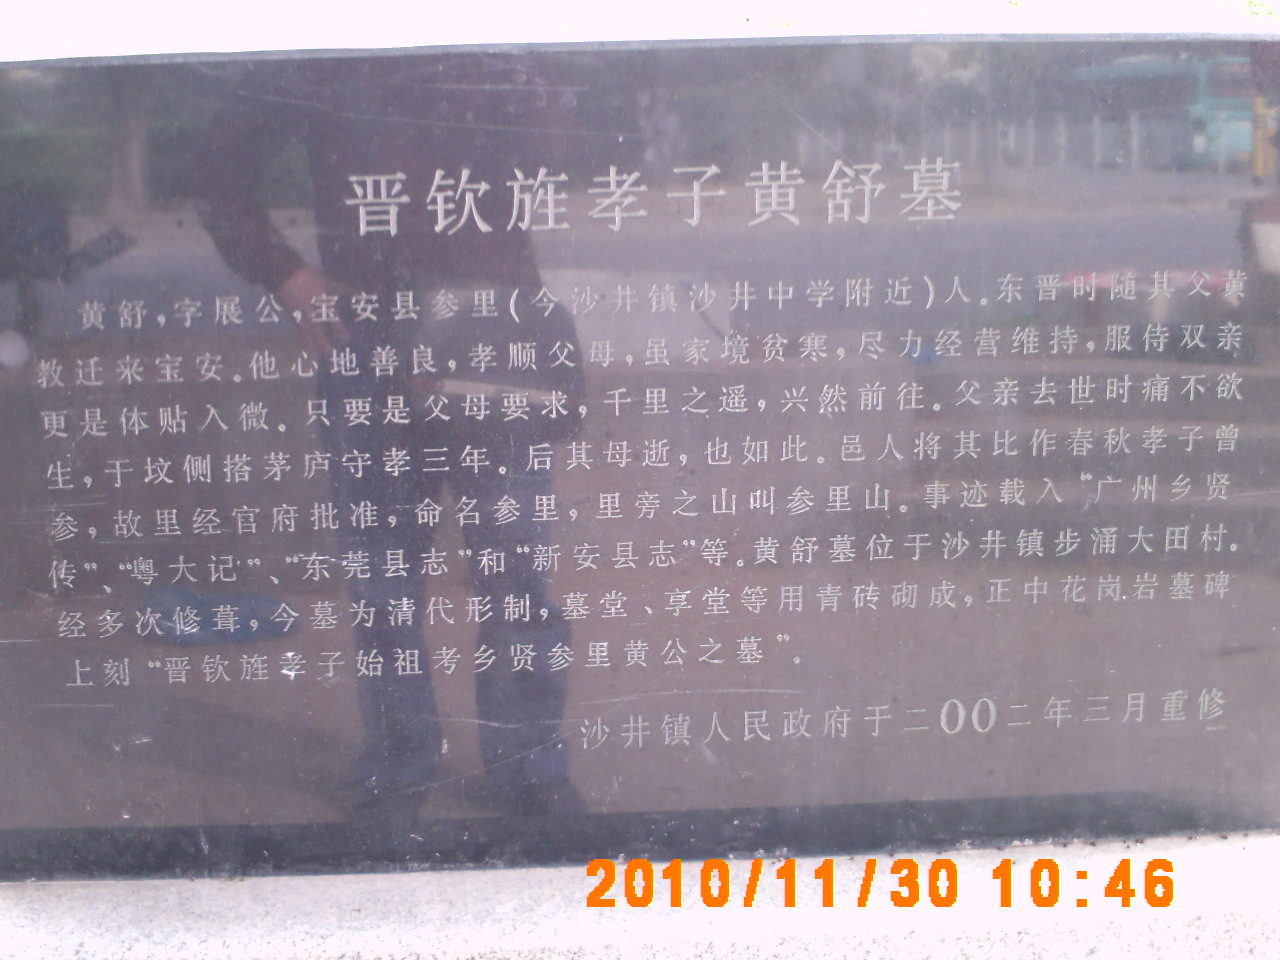 晋钦旌孝子黄舒墓
黄舒,字展公,宝安县参里(今沙井镇沙井中学附近)人。东晋时随其父黄
教迁来宝安。他心地善良,孝顺父母,虽家境贫寒,尽力经营维持,服侍双亲
更是体贴入微。只要是父母要求,千里之遥,兴然前往。父亲去世时痛不欲
生,于坟侧搭茅庐守孝三年。后其母逝,也如此。邑人将其比作春秋孝子曾
参,故里经官府批准,命名参里,里旁之山叫参里山。事迹载入“广州乡贤
传”、“粤大记”、“东莞县志”和“新安县志”等。黄舒墓位于沙井镇步涌大田村。
经多次修葺,今墓为清代形制,墓堂、享堂等用青砖砌成,正中花岗岩墓碑
上刻“晋钦旌孝子始祖考乡贤参里黄公之墓”。
沙井镇人民政府于二00二年三月重修
2010/11/30 10:46